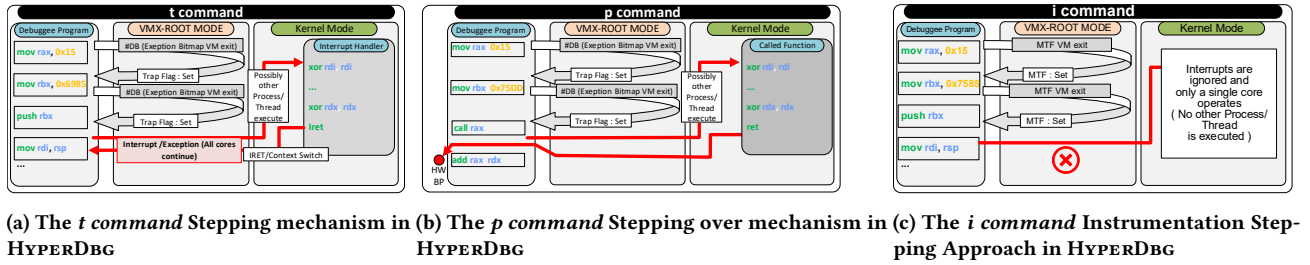 t command
Debuggee Program
VMX-ROOT MODE
Kernel Mode
mov rax, 0x15
mov rbx, 0x6985
push rbx
mov rdi, rsp
...
#DB (Exeption Bitmap VM exit)
Trap Flag : Set
#DB (Exeption Bitmap VM exit)
Trap Flag : Set
Interrupt /Exception (All cores
continue)
Possibly
other
Process/
Thread
execute
Interrupt Handler
xor rdi, rdi
...
xor rdx, rdx
Iret
IRET/Context Switch
(a) The t command Stepping mechanism in
HYPERDBG
p command
Debuggee Program
VMX-ROOT MODE
Kernel Mode
mov rax, 0x15
mov rbx, 0x75DD
call rax
add rax, rdx
HW
BP
#DB (Exeption Bitmap VM exit)
Trap Flag : Set
#DB (Exeption Bitmap VM exit)
Trap Flag : Set
Possibly
other
Process/
Thread
execute
Called Function
xor rdi, rdi
...
xor rdx, rdx
ret
(b) The p command Stepping over mechanism in
HYPERDBG
i command
Debuggee Program
VMX-ROOT MODE
Kernel Mode
mov rax, 0x15
mov rbx, 0x7585
push rbx
mov rdi, rsp
...
MTF VM exit
MTF : Set
MTF VM exit
MTF : Set
Interrupts are
ignored and
only a single core
operates
( No other Process/
Thread
is executed )
(c) The i command Instrumentation Step-
ping Approach in HYPERDBG